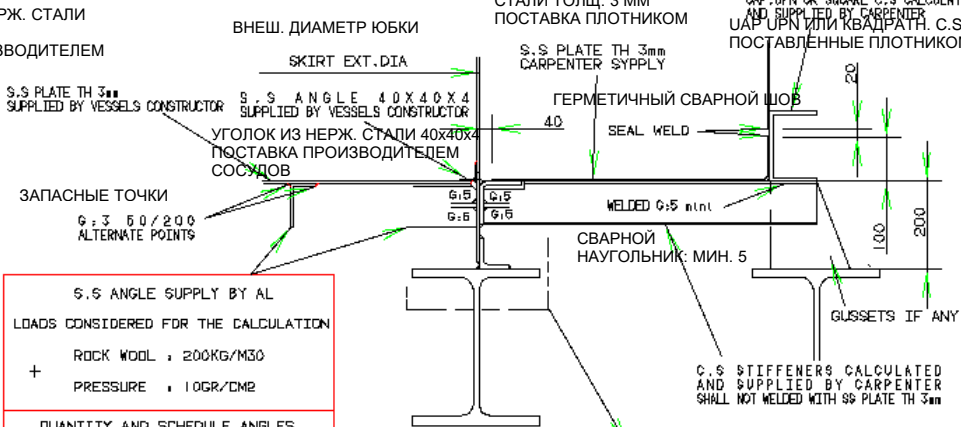 РЖ. СТАЛИ
ВОДИТЕЛЕМ
S.S PLATE TH 3mm
SUPPLIED BY VESSELS CONSTRUCTOR
ВНЕШ. ДИАМЕТР ЮБКИ
SKIRT EXT.DIA
S.S ANGLE 40X40X4
SUPPLIED BY VESSELS CONSTRUCTOR
УГОЛОК ИЗ НЕРЖ. СТАЛИ 40x40x4
ПОСТАВКА ПРОИЗВОДИТЕЛЕМ
СОСУДОВ
СТАЛИ ТОЛЩ. 3 ММ
ПОСТАВКА ПЛОТНИКОМ
S.S PLATE TH 3mm
CARPENTER SYPPLY
AND SUPPLIED BY CARPENTER
UAP UPN ИЛИ КВАДРАТН. C.S
ПОСТАВЛЕННЫЕ ПЛОТНИКОМ
ГЕРМЕТИЧНЫЙ СВАРНОЙ ШОВ
SEAL WELD
40
20
100
200
ЗАПАСНЫЕ ТОЧКИ
G:3 50/200
ALTERNATE POINTS
G:5
G:5
G:5
G:5
WELDED G:5 mini
СВАРНОЙ
НАУГОЛЬНИК: МИН. 5
GUSSETS IF ANY
C.S STIFFENERS CALCULATED
AND SUPPLIED BY CARPENTER
SHALL NOT WELDED WITH SS PLATE TH 3mm
S.S ANGLE SUPPLY BY AL
LOADS CONSIDERED FOR THE CALCULATION
ROCK WOOL : 200KG/M30
+
PRESSURE : 10GR/CM2
QUANTITY AND SCHEDULE ANGLES